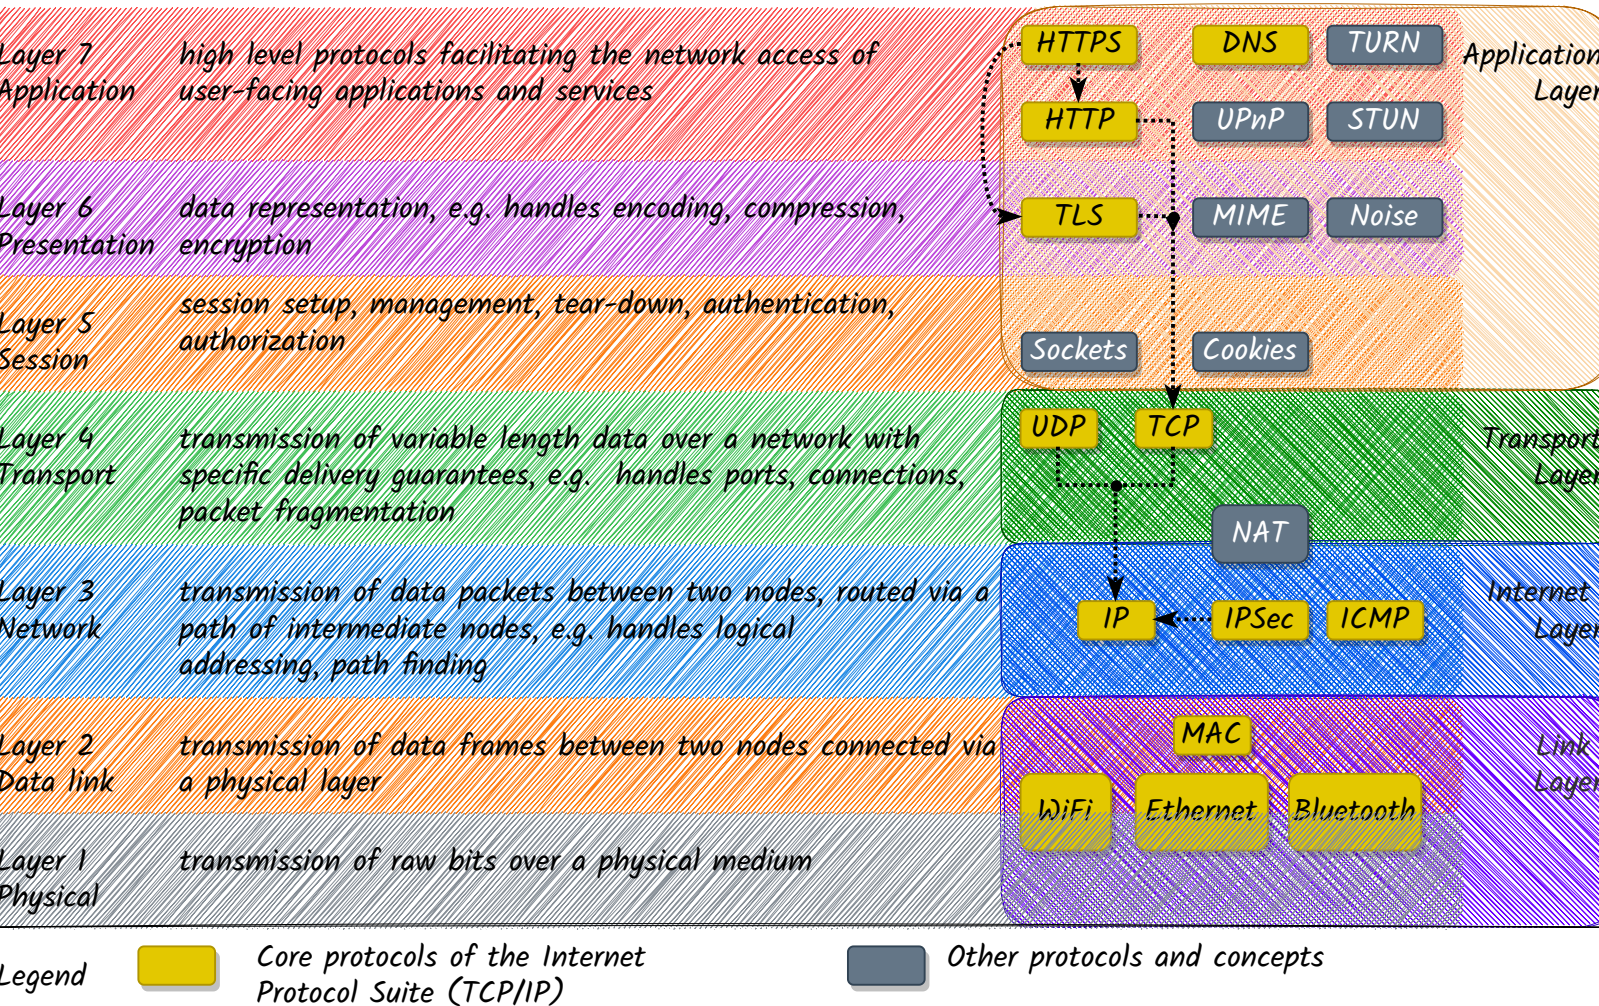 Layer 7
Application
high level protocols facilitating the network access of
user-facing applications and services
HTTPS
DNS
TURN
HTTP
UPnP
STUN
Application
Layer
Layer 6
Presentation
data representation, e.g. handles encoding, compression,
encryption
TLS
MIME
Noise
Layer 5
Session
session setup, management, tear-down, authentication,
authorization
Sockets
Cookies
Layer 4
Transport
transmission of variable length data over a network with
specific delivery guarantees, e.g. handles ports, connections,
packet fragmentation
UDP
TCP
NAT
Transport
Layer
Layer 3
Network
transmission of data packets between two nodes, routed via a
path of intermediate nodes, e.g. handles logical
addressing, path finding
IP
IPSec
ICMP
Internet
Layer
Layer 2
Data link
transmission of data frames between two nodes connected via
a physical layer
MAC
WiFi
Ethernet
Bluetooth
Link
Layer
Layer 1
Physical
transmission of raw bits over a physical medium
Legend
Core protocols of the Internet
Protocol Suite (TCP/IP)
Other protocols and concepts